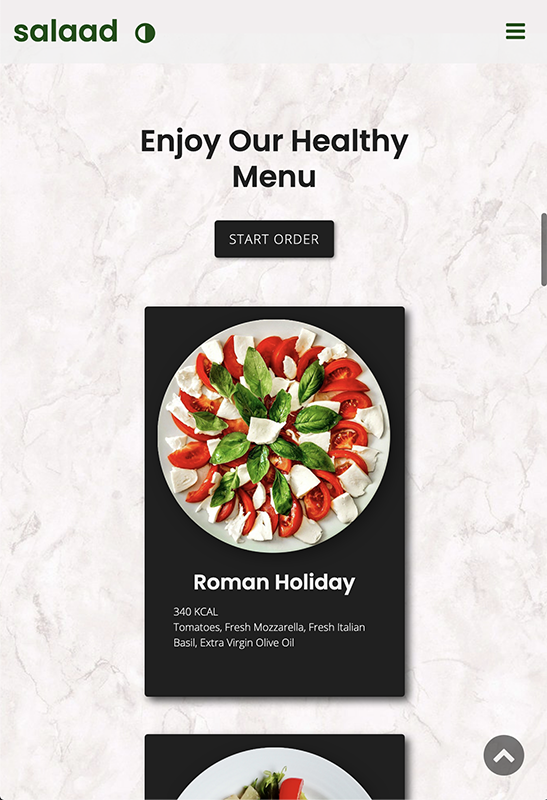 salaad
Enjoy Our Healthy
Menu
START ORDER
Roman Holiday
340 KCAL
Tomatoes, Fresh Mozzarella, Fresh Italian
Basil, Extra Virgin Olive Oil